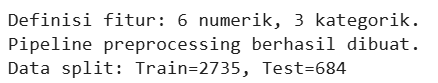 Definisi fitur: 6 numerik, 3 kategorik.
Pipeline preprocessing berhasil dibuat.
Data split: Train=2735, Test=684